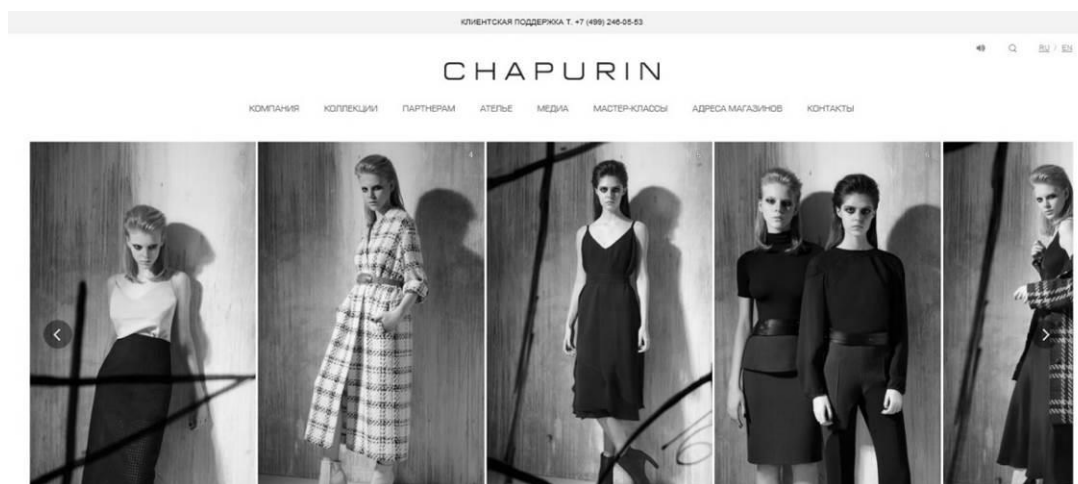 КЛИЕНТСКАЯ ПОДДЕРЖКА Т. +7 (499) 246-05-53
RU / EN
CHAPURIN
КОМПАНИЯ КОЛЛЕКЦИИ ПАРТНЕРАМ АТЕЛЬЕ МЕДИА МАСТЕР-КЛАССЫ АДРЕСА МАГАЗИНОВ КОНТАКТЫ
4